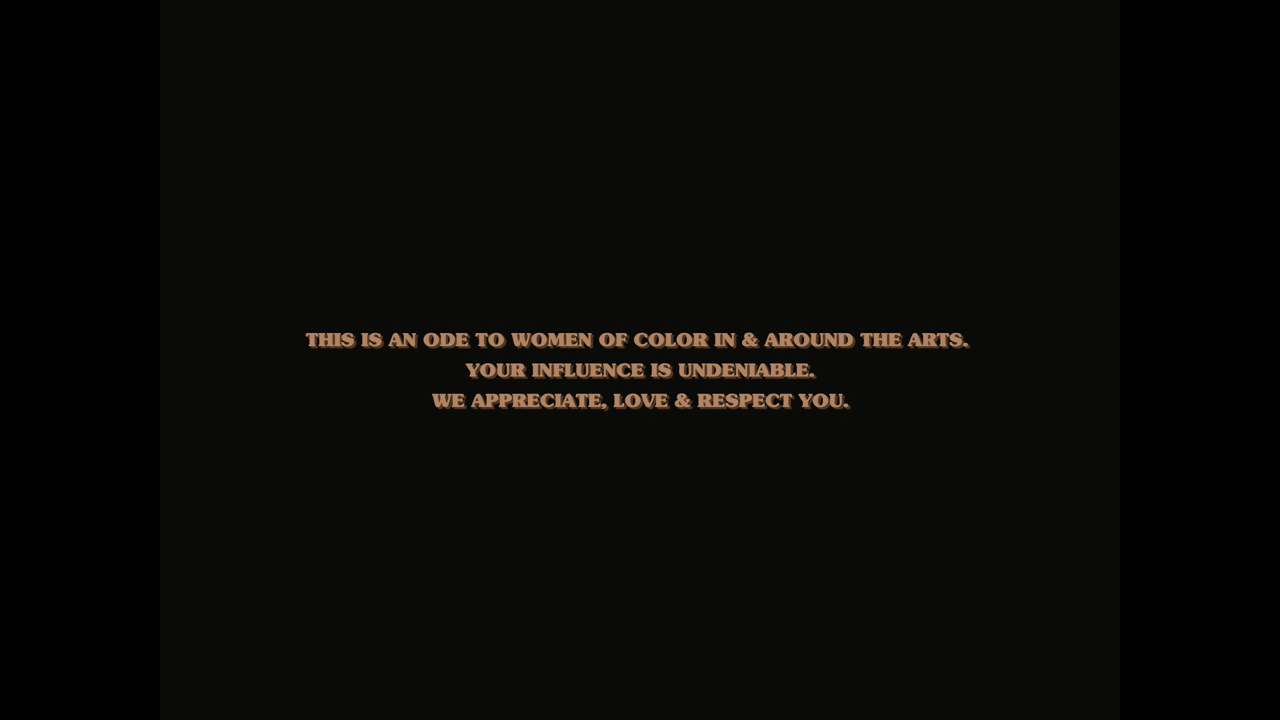 THIS IS AN ODE TO WOMEN OF COLOR IN & AROUND THE ARTS.
YOUR INFLUENCE IS UNDENIABLE.
WE APPRECIATE, LOVE & RESPECT YOU.